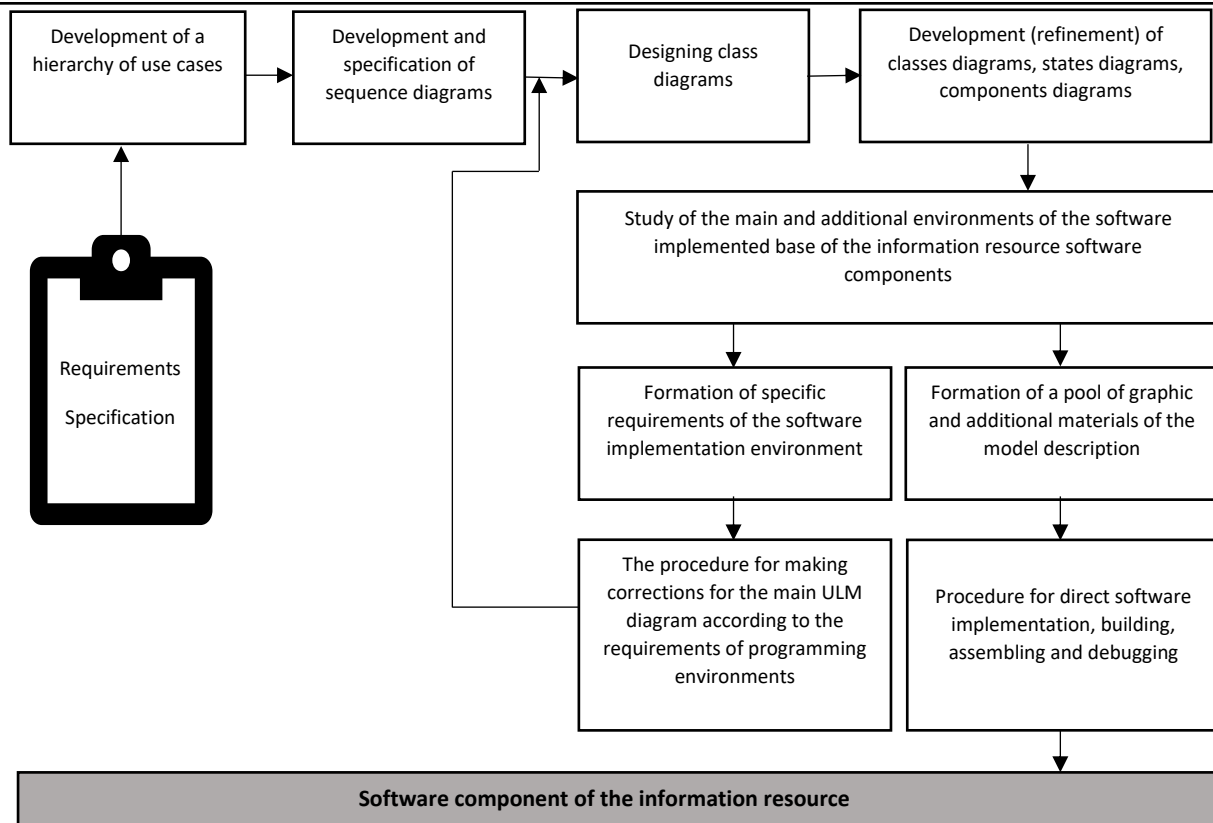 Development of a
hierarchy of use cases
Development and
specification of
sequence diagrams
Designing class
diagrams
Development (refinement) of
classes diagrams, states diagrams,
components diagrams
Requirements
Specification
Study of the main and additional environments of the software
implemented base of the information resource software
components
Formation of specific
requirements of the software
implementation environment
Formation of a pool of graphic
and additional materials of the
model description
The procedure for making
corrections for the main ULM
diagram according to the
requirements of programming
environments
Procedure for direct software
implementation, building,
assembling and debugging
Software component of the information resource